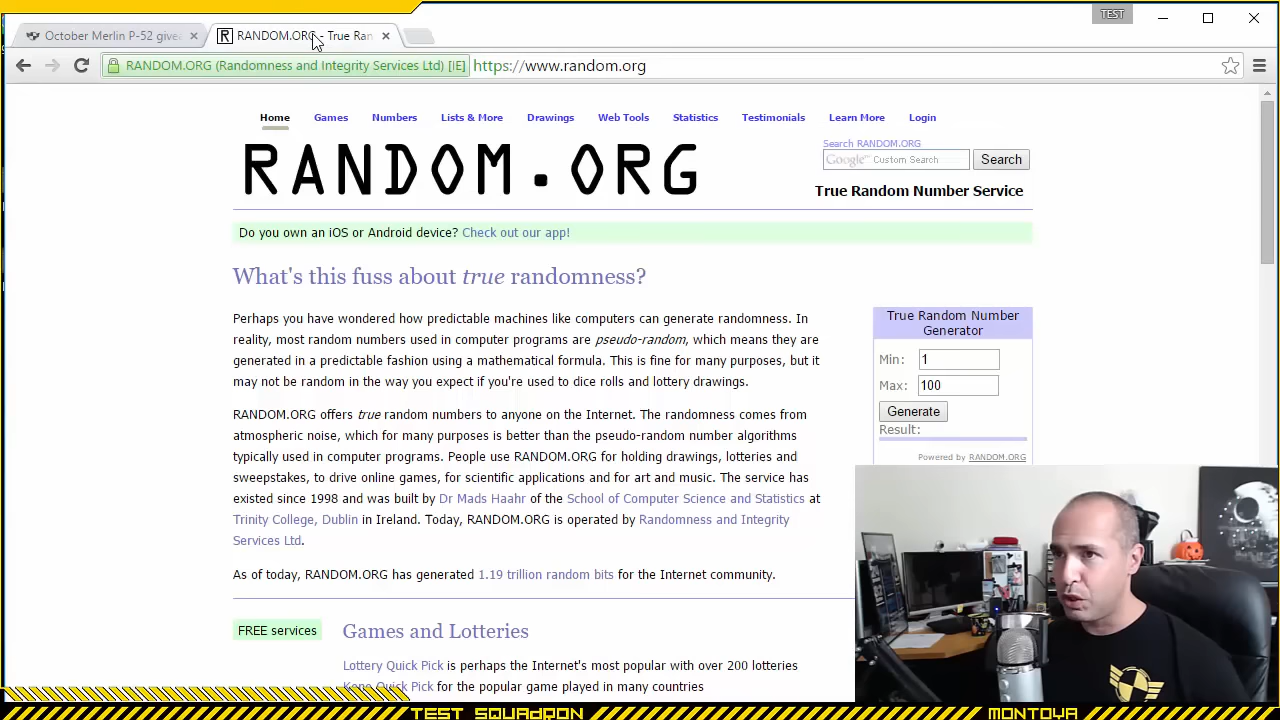 TEST
October Merlin P-52 give
RANDOM.ORG - True Ran
RANDOM.ORG (Randomness and Integrity Services Ltd) [IE]
https://www.random.org
Home Games Numbers Lists & More Drawings Web Tools Statistics Testimonials Learn More Login
Search RANDOM.ORG
Google™ Custom Search
Search
RANDOM.ORG
True Random Number Service
Do you own an iOS or Android device? Check out our app!
What's this fuss about true randomness?
Perhaps you have wondered how predictable machines like computers can generate randomness. In
reality, most random numbers used in computer programs are pseudo-random, which means they are
generated in a predictable fashion using a mathematical formula. This is fine for many purposes, but it
may not be random in the way you expect if you're used to dice rolls and lottery drawings.
RANDOM.ORG offers true random numbers to anyone on the Internet. The randomness comes from
atmospheric noise, which for many purposes is better than the pseudo-random number algorithms
typically used in computer programs. People use RANDOM.ORG for holding drawings, lotteries and
sweepstakes, to drive online games, for scientific applications and for art and music. The service has
existed since 1998 and was built by Dr Mads Haahr of the School of Computer Science and Statistics at
Trinity College, Dublin in Ireland. Today, RANDOM.ORG is operated by Randomness and Integrity
Services Ltd.
As of today, RANDOM.ORG has generated 1.19 trillion random bits for the Internet community.
True Random Number
Generator
Min: 1
Max: 100
Generate
Result:
Powered by RANDOM.ORG
FREE services
Games and Lotteries
Lottery Quick Pick is perhaps the Internet's most popular with over 200 lotteries
Keno Quick Pick for the popular game played in many countries
TEST SQUADRON
MONTOYA